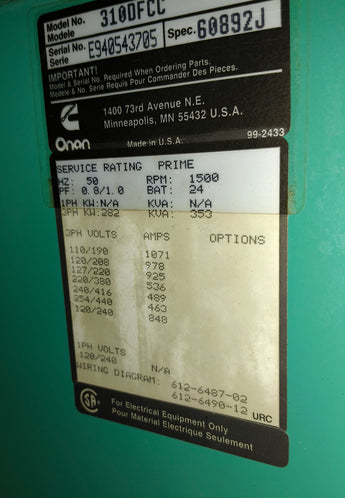 Model No. 310DFCC
Modele No.
Serial No. E940543705 Spec. 60892J
Serie
IMPORTANT!
Model & Serial No. Required When Ordering Parts.
Modele & No. De Serie Requis Pour Commander Des Pieces.
1400 73rd Avenue N.E.
Minneapolis, MN 55432 U.S.A.
Onan Made in U.S.A. 99-2433
SERVICE RATING PRIME
HZ: 50 RPM: 1500
PF: 0.8/1.0 BAT: 24
1PH KW:N/A KVA: N/A
3PH KW:282 KVA: 353
3PH VOLTS AMPS OPTIONS
110/190 1071
120/208 978
127/220 925
220/380 536
240/416 489
254/440 463
120/240 848
1PH VOLTS
120/240 N/A
WIRING DIAGRAM: 612-6487-02
612-6490-12 URC
For Electrical Equipment Only
Pour Material Electrique Seulement